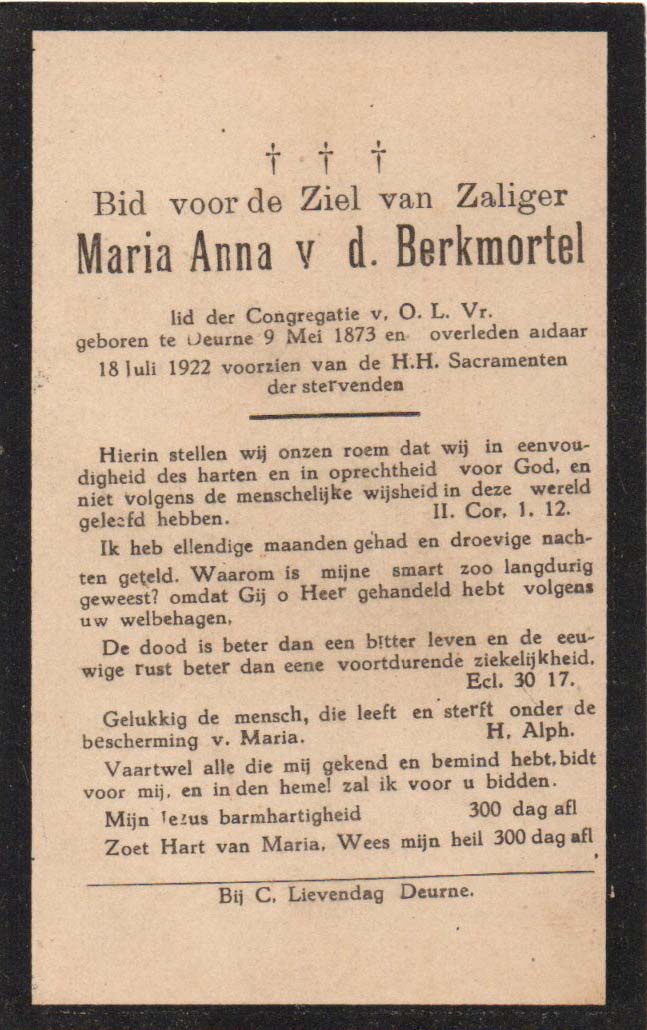 † † †
Bid voor de Ziel van Zaliger
Maria Anna v d. Berkmortel
lid der Congregatie v. O. L. Vr.
geboren te Deurne 9 Mei 1873 en overleden aldaar
18 Juli 1922 voorzien van de H.H. Sacramenten
der stervenden
Hierin stellen wij onzen roem dat wij in eenvou-
digheid des harten en in oprechtheid voor God, en
niet volgens de menschelijke wijsheid in deze wereld
geleefd hebben. II. Cor, 1. 12.
Ik heb ellendige maanden gehad en droevige nach-
ten geteld. Waarom is mijne smart zoo langdurig
geweest? omdat Gij o Heer gehandeld hebt volgens
uw welbehagen,
De dood is beter dan een bitter leven en de eeu-
wige rust beter dan eene voortdurende ziekelijkheid.
Ecl. 30 17.
Gelukkig de mensch, die leeft en sterft onder de
bescherming v. Maria. H. Alph.
Vaartwel alle die mij gekend en bemind hebt, bidt
voor mij, en in den hemel zal ik voor u bidden.
Mijn Jezus barmhartigheid 300 dag afl
Zoet Hart van Maria, Wees mijn heil 300 dag afl
Bij C. Lievendag Deurne.